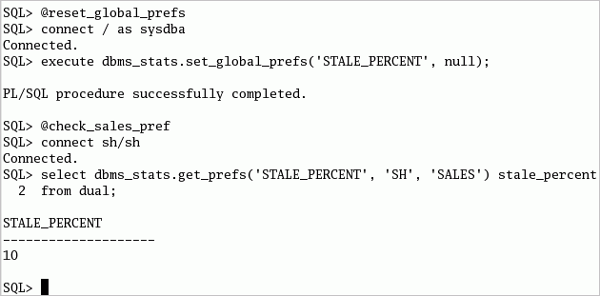 SQL> @reset_global_prefs
SQL> connect / as sysdba
Connected.
SQL> execute dbms_stats.set_global_prefs('STALE_PERCENT', null);
PL/SQL procedure successfully completed.
SQL> @check_sales_pref
SQL> connect sh/sh
Connected.
SQL> select dbms_stats.get_prefs('STALE_PERCENT', 'SH', 'SALES') stale_percent
  2  from dual;
STALE_PERCENT
--------------------
10
SQL>